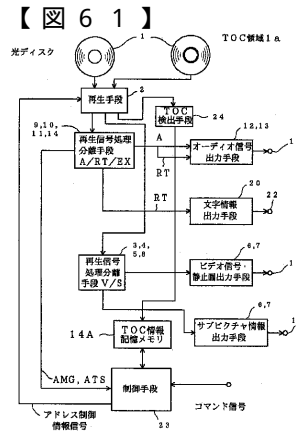 【図61】
光ディスク
1
TOC領域1a
再生手段
2
TOC
検出手段
24
9,10,
11,14
再生信号処理
分離手段
A/RT/EX
A
RT
12,13
オーディオ信号
出力手段
1
RT
20
文字情報
出力手段
22
3,4,
5,8
再生信号
処理分離
手段V/S
6,7
ビデオ信号・
静止画出力手段
1
6,7
サブピクチャ情報
出力手段
1
14A
TOC情報
記憶メモリ
AMG,ATS
制御手段
アドレス制御
情報信号
23
コマンド信号